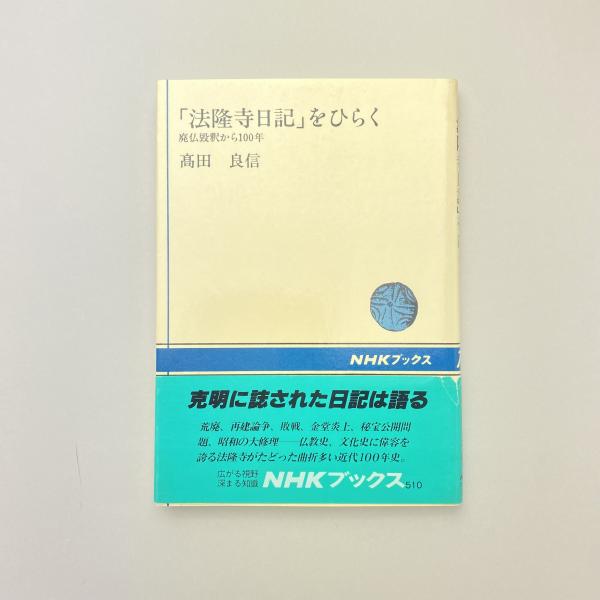 「法隆寺日記」をひらく
廃仏毀釈から100年
髙田 良信
NHKブックス
克明に誌された日記は語る
荒廃、再建論争、敗戦、金堂炎上、秘宝公開問
題、昭和の大修理──仏教史、文化史に偉容を
誇る法隆寺がたどった曲折多い近代100年史。
広がる視野
深まる知識
NHKブックス510